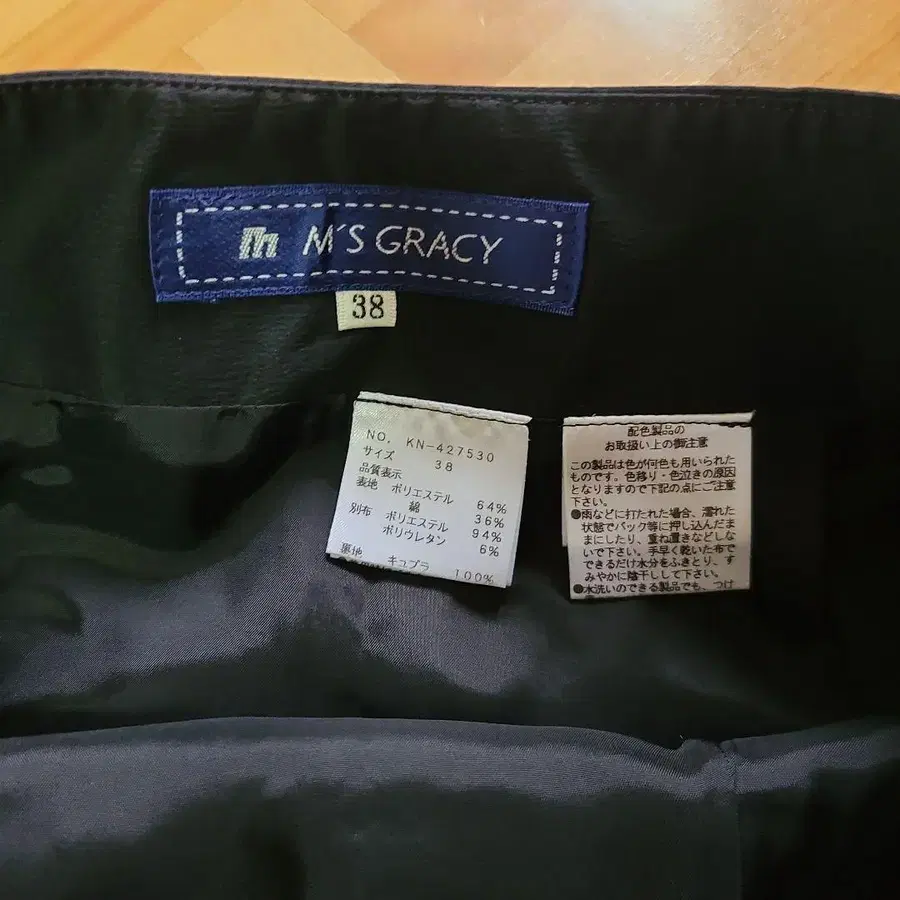 M'S GRACY
38
NO. KN-427530
サイズ 38
品質表示
表地 ポリエステル 64%
綿 36%
別布 ポリエステル 94%
ポリウレタン 6%
裏地 キュプラ 100%
配色製品の
お取扱い上の御注意
この製品は色が何色も用いられた
ものです。色移り・色泣きの原因
となりますので下記の点にご注意
下さい。
●雨などに打たれた場合、濡れた
状態でバック等に押し込んだま
まにしたり、重ね置きなどしな
いで下さい。手早く乾いた布で
できるだけ水分をふきとり、す
みやかに陰干しして下さい。
●水洗いのできる製品でも、つけ